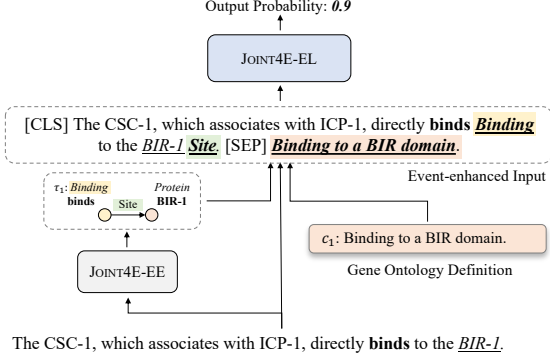 Output Probability: 0.9
JOINT4E-EL
[CLS] The CSC-1, which associates with ICP-1, directly binds Binding
to the BIR-1 Site. [SEP] Binding to a BIR domain.
Event-enhanced Input
τ₁: Binding Protein
binds Site BIR-1
c₁: Binding to a BIR domain.
JOINT4E-EE
Gene Ontology Definition
The CSC-1, which associates with ICP-1, directly binds to the BIR-1.